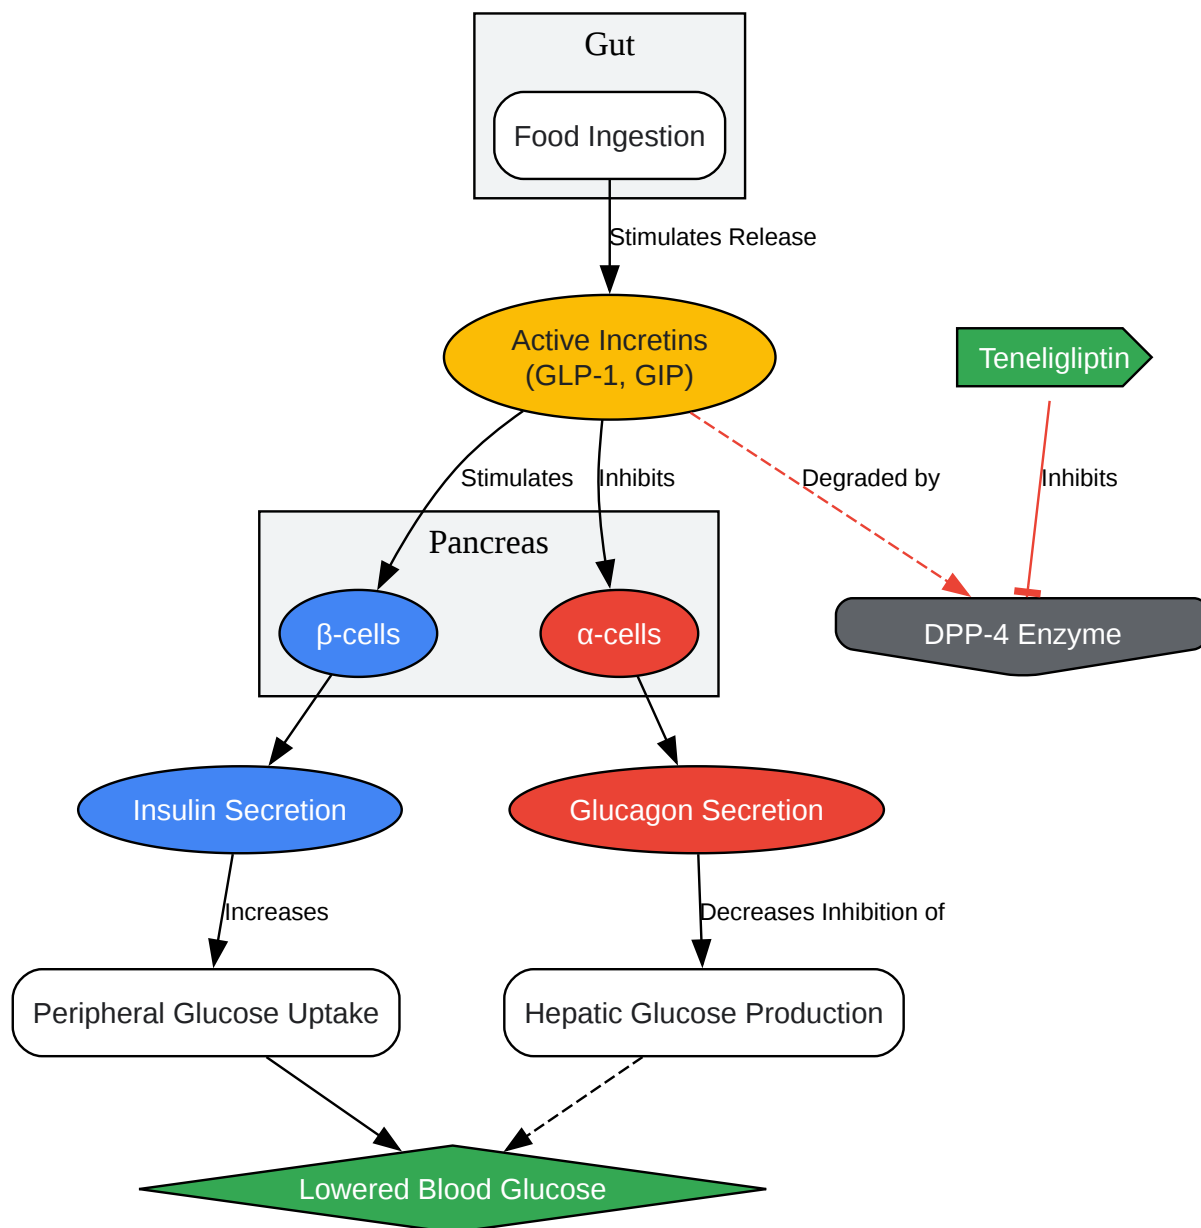 Gut
Food Ingestion
Stimulates Release
Active Incretins
(GLP-1, GIP)
Teneligliptin
Stimulates
Inhibits
Degraded by
Inhibits
Pancreas
β-cells
α-cells
DPP-4 Enzyme
Insulin Secretion
Glucagon Secretion
Increases
Decreases Inhibition of
Peripheral Glucose Uptake
Hepatic Glucose Production
Lowered Blood Glucose